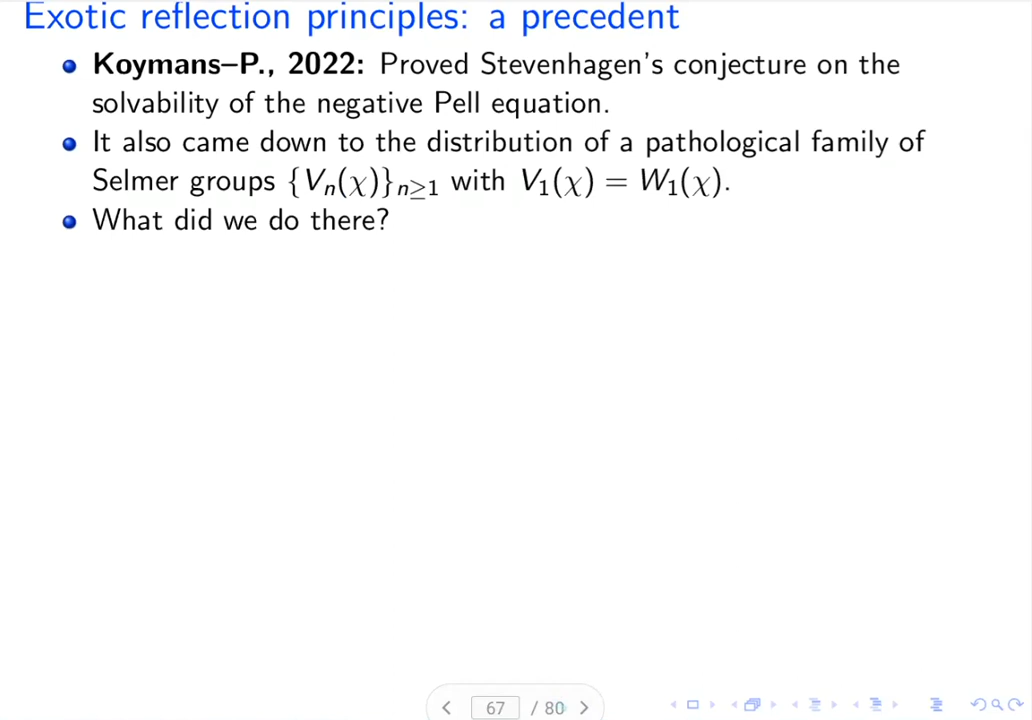 Exotic reflection principles: a precedent
Koymans–P., 2022: Proved Stevenhagen's conjecture on the
solvability of the negative Pell equation.
It also came down to the distribution of a pathological family of
Selmer groups {Vₙ(χ)}ₙ≥₁ with V₁(χ) = W₁(χ).
What did we do there?
67 / 80